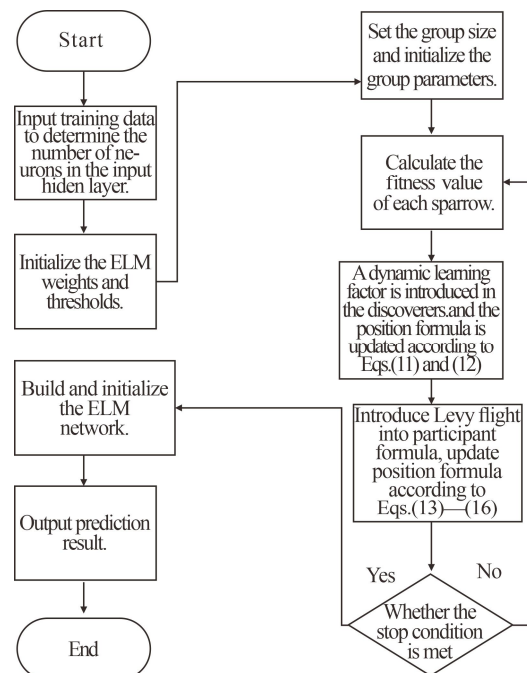 Start
Input training data
to determine the
number of ne-
urons in the input
hiden layer.
Initialize the ELM
weights and
thresholds.
Set the group size
and initialize the
group parameters.
Calculate the
fitness value
of each sparrow.
A dynamic learning
factor is introduced in
the discoverers.and the
position formula is
updated according to
Eqs.(11) and (12)
Introduce Levy flight
into participant
formula, update
position formula
according to
Eqs.(13)—(16)
Yes
No
Whether the
stop condition
is met
Build and initialize
the ELM
network.
Output prediction
result.
End